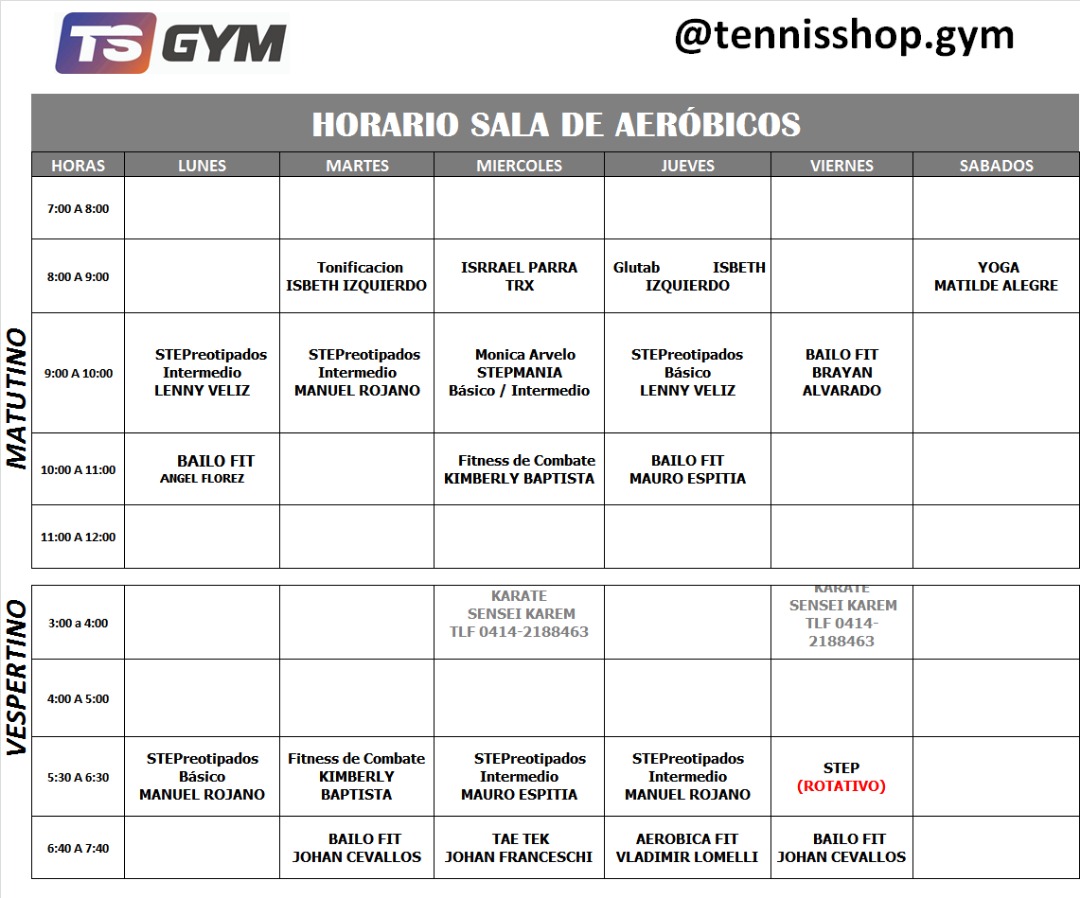 TS GYM
@tennisshop.gym
HORARIO SALA DE AERÓBICOS
HORAS LUNES MARTES MIERCOLES JUEVES VIERNES SABADOS
MATUTINO
7:00 A 8:00
8:00 A 9:00
Tonificacion
ISBETH IZQUIERDO
ISRRAEL PARRA
TRX
Glutab ISBETH
IZQUIERDO
YOGA
MATILDE ALEGRE
9:00 A 10:00
STEPreotipados
Intermedio
LENNY VELIZ
STEPreotipados
Intermedio
MANUEL ROJANO
Monica Arvelo
STEPMANIA
Básico / Intermedio
STEPreotipados
Básico
LENNY VELIZ
BAILO FIT
BRAYAN
ALVARADO
10:00 A 11:00
BAILO FIT
ANGEL FLOREZ
Fitness de Combate
KIMBERLY BAPTISTA
BAILO FIT
MAURO ESPITIA
11:00 A 12:00
VESPERTINO
3:00 a 4:00
KARATE
SENSEI KAREM
TLF 0414-2188463
KARATE
SENSEI KAREM
TLF 0414-
2188463
4:00 A 5:00
5:30 A 6:30
STEPreotipados
Básico
MANUEL ROJANO
Fitness de Combate
KIMBERLY
BAPTISTA
STEPreotipados
Intermedio
MAURO ESPITIA
STEPreotipados
Intermedio
MANUEL ROJANO
STEP
(ROTATIVO)
6:40 A 7:40
BAILO FIT
JOHAN CEVALLOS
TAE TEK
JOHAN FRANCESCHI
AEROBICA FIT
VLADIMIR LOMELLI
BAILO FIT
JOHAN CEVALLOS